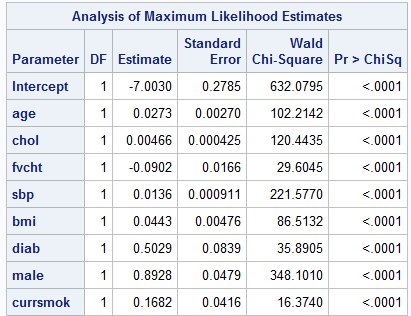 Analysis of Maximum Likelihood Estimates
Parameter DF Estimate Standard Error Wald Chi-Square Pr > ChiSq
Intercept 1 -7.0030 0.2785 632.0795 <.0001
age 1 0.0273 0.00270 102.2142 <.0001
chol 1 0.00466 0.000425 120.4435 <.0001
fvcht 1 -0.0902 0.0166 29.6045 <.0001
sbp 1 0.0136 0.000911 221.5770 <.0001
bmi 1 0.0443 0.00476 86.5132 <.0001
diab 1 0.5029 0.0839 35.8905 <.0001
male 1 0.8928 0.0479 348.1010 <.0001
currsmok 1 0.1682 0.0416 16.3740 <.0001